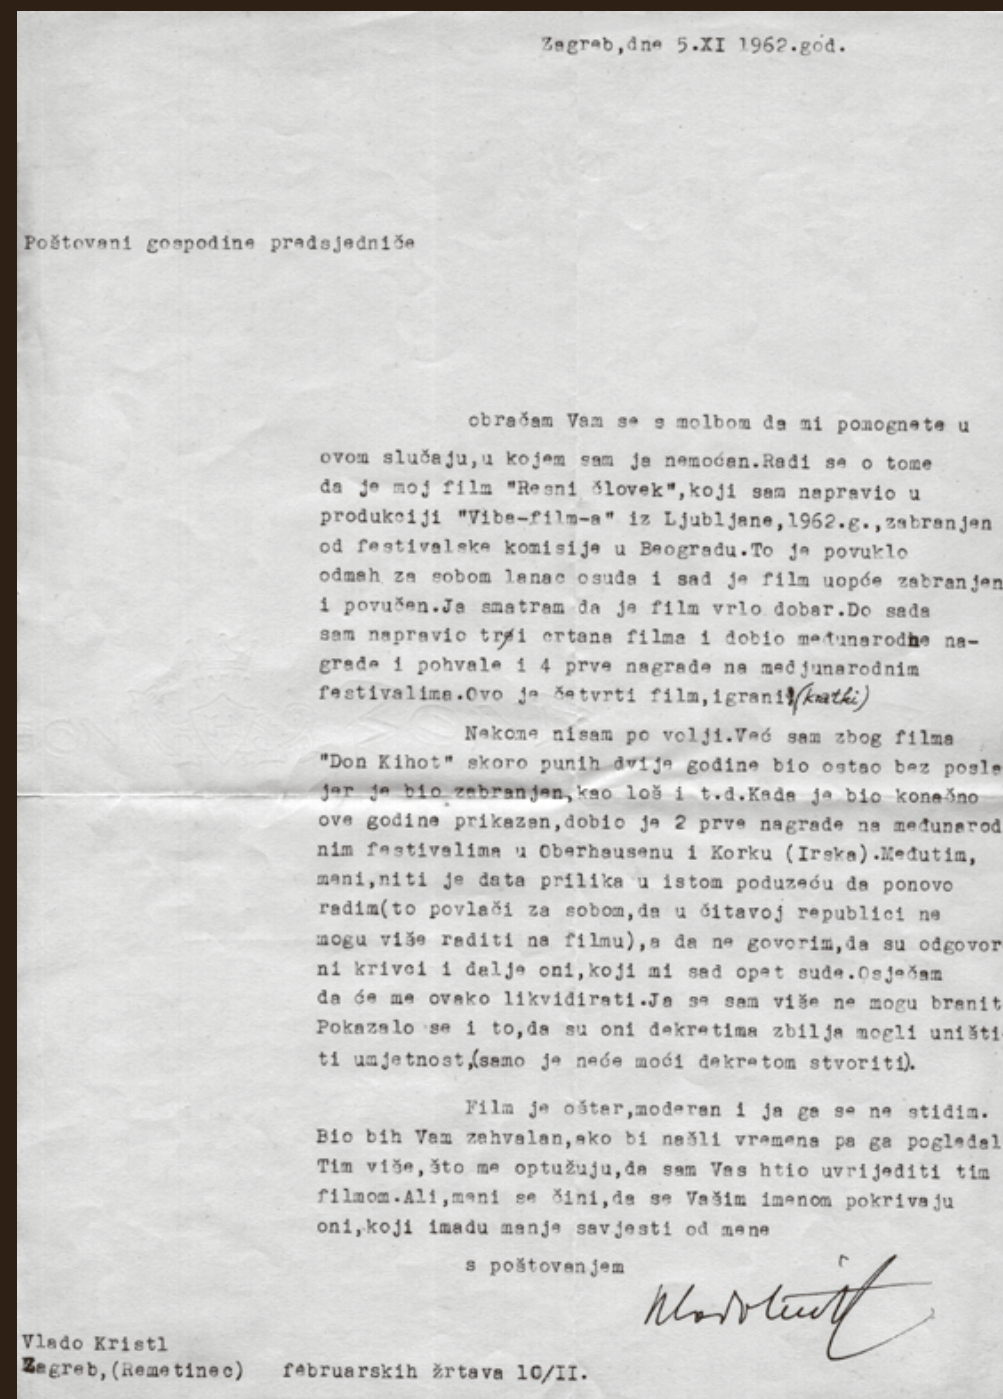 Zagreb,dne 5.XI 1962.god.
Poštovani gospodine predsjedniče
obračam Vam se s molbom da mi pomognete u
ovom slučaju,u kojem sam ja nemoćan.Radi se o tome
da je moj film "Resni človek",koji sam napravio u
produkciji "Viba-film-a" iz Ljubljane,1962.g.,zabranjen
od festivalske komisije u Beogradu.To je povuklo
odmah za sobom lanac osuda i sad je film uopće zabranjen
i povučen.Ja smatram da je film vrlo dobar.Do sada
sam napravio tri crtana filma i dobio međunarodne na-
grade i pohvale i 4 prve nagrade na medjunarodnim
festivalima.Ovo je četvrti film,igrani (kratki)
Nekome nisam po volji.Već sam zbog filma
"Don Kihot" skoro punih dvije godine bio ostao bez posla
jer je bio zabranjen,kao loš i t.d.Kada je bio konačno
ove godine prikazan,dobio je 2 prve nagrade na međunarod
nim festivalima u Oberhausenu i Korku (Irska).Međutim,
meni,niti je data prilika u istom poduzeću da ponovo
radim(to povlači za sobom,da u čitavoj republici ne
mogu više raditi na filmu),a da ne govorim,da su odgovor
ni krivci i dalje oni,koji mi sad opet sude.Osječam
da će me ovako likvidirati.Ja se sam više ne mogu branit
Pokazalo se i to,da su oni dekretima zbilja mogli uništi-
ti umjetnost,(samo je neće moći dekretom stvoriti).
Film je oštar,moderan i ja ga se ne stidim.
Bio bih Vam zahvalan,ako bi našli vremena pa ga pogledal
Tim više,što me optužuju,da sam Vas htio uvrijediti tim
filmom.Ali,meni se čini,da se Vašim imenom pokrivaju
oni,koji imadu manje savjesti od mene
s poštovanjem
Vlado Kristl
Zagreb,(Remetinec) februarskih žrtava 10/II.